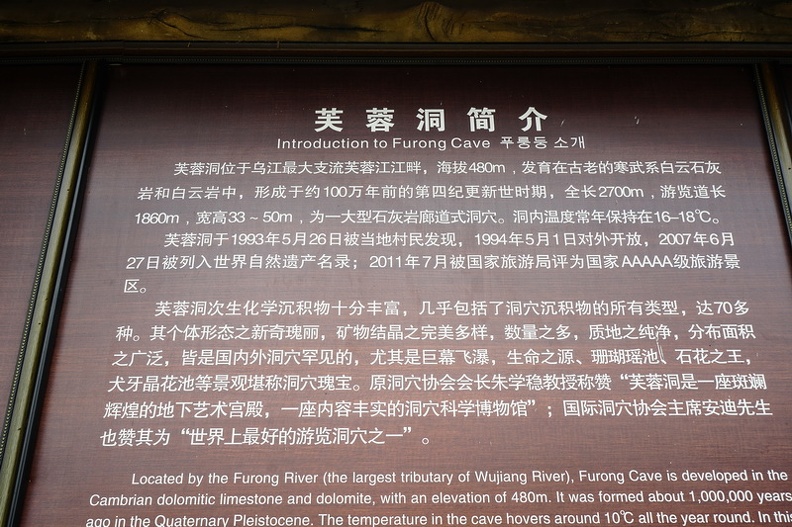 芙蓉洞简介
Introduction to Furong Cave 푸룽둥 소개
芙蓉洞位于乌江最大支流芙蓉江江畔，海拔480m，发育在古老的寒武系白云石灰
岩和白云岩中，形成于约100万年前的第四纪更新世时期，全长2700m，游览道长
1860m，宽高33～50m，为一大型石灰岩廊道式洞穴。洞内温度常年保持在16-18℃。
芙蓉洞于1993年5月26日被当地村民发现，1994年5月1日对外开放，2007年6月
27日被列入世界自然遗产名录；2011年7月被国家旅游局评为国家AAAAA级旅游景
区。
芙蓉洞次生化学沉积物十分丰富，几乎包括了洞穴沉积物的所有类型，达70多
种。其个体形态之新奇瑰丽，矿物结晶之完美多样，数量之多，质地之纯净，分布面积
之广泛，皆是国内外洞穴罕见的，尤其是巨幕飞瀑，生命之源、珊瑚瑶池、石花之王，
犬牙晶花池等景观堪称洞穴瑰宝。原洞穴协会会长朱学稳教授称赞“芙蓉洞是一座斑斓
辉煌的地下艺术宫殿，一座内容丰实的洞穴科学博物馆”；国际洞穴协会主席安迪先生
也赞其为“世界上最好的游览洞穴之一”。
Located by the Furong River (the largest tributary of Wujiang River), Furong Cave is developed in the
Cambrian dolomitic limestone and dolomite, with an elevation of 480m. It was formed about 1,000,000 years
ago in the Quaternary Pleistocene. The temperature in the cave hovers around 10℃ all the year round. In this